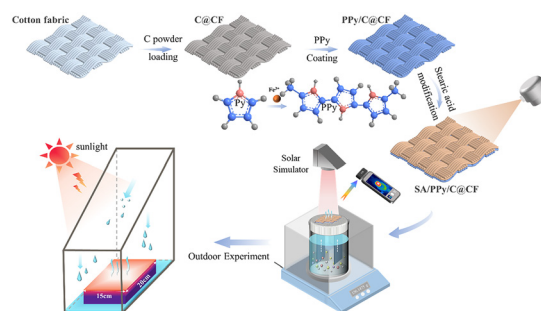 Cotton fabric
C powder
loading
C@CF
PPy
Coating
PPy/C@CF
Stearic acid
modification
Py
Fe³⁺
PPy
SA/PPy/C@CF
Solar
Simulator
Outdoor Experiment
sunlight
15cm
20cm